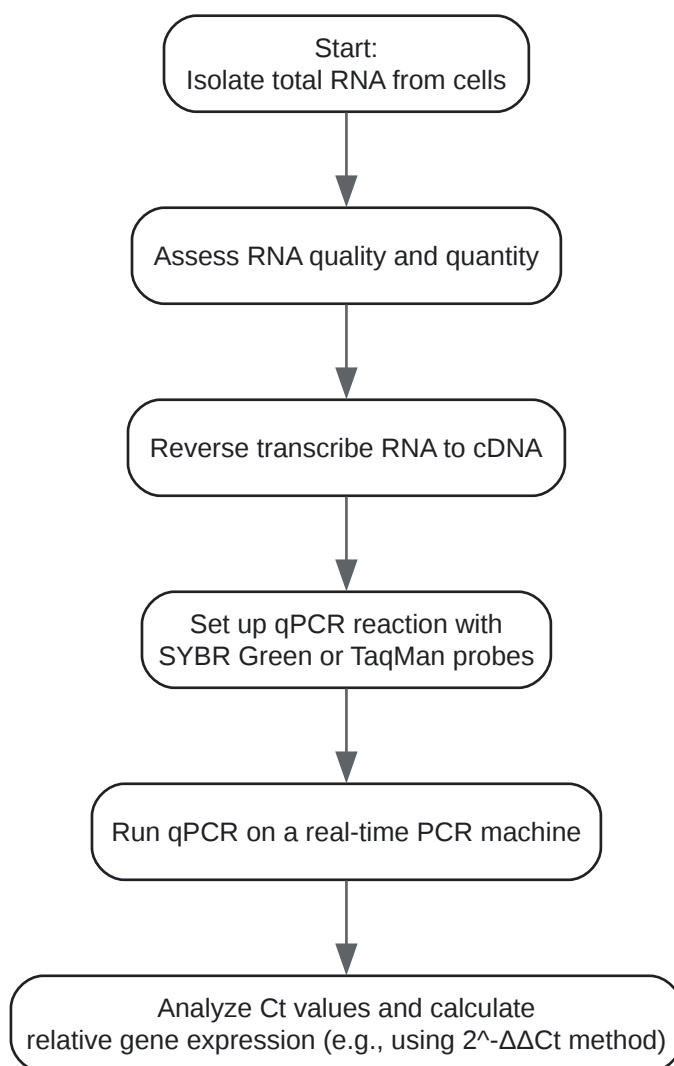 Start:
Isolate total RNA from cells
Assess RNA quality and quantity
Reverse transcribe RNA to cDNA
Set up qPCR reaction with
SYBR Green or TaqMan probes
Run qPCR on a real-time PCR machine
Analyze Ct values and calculate
relative gene expression (e.g., using 2^-ΔΔCt method)